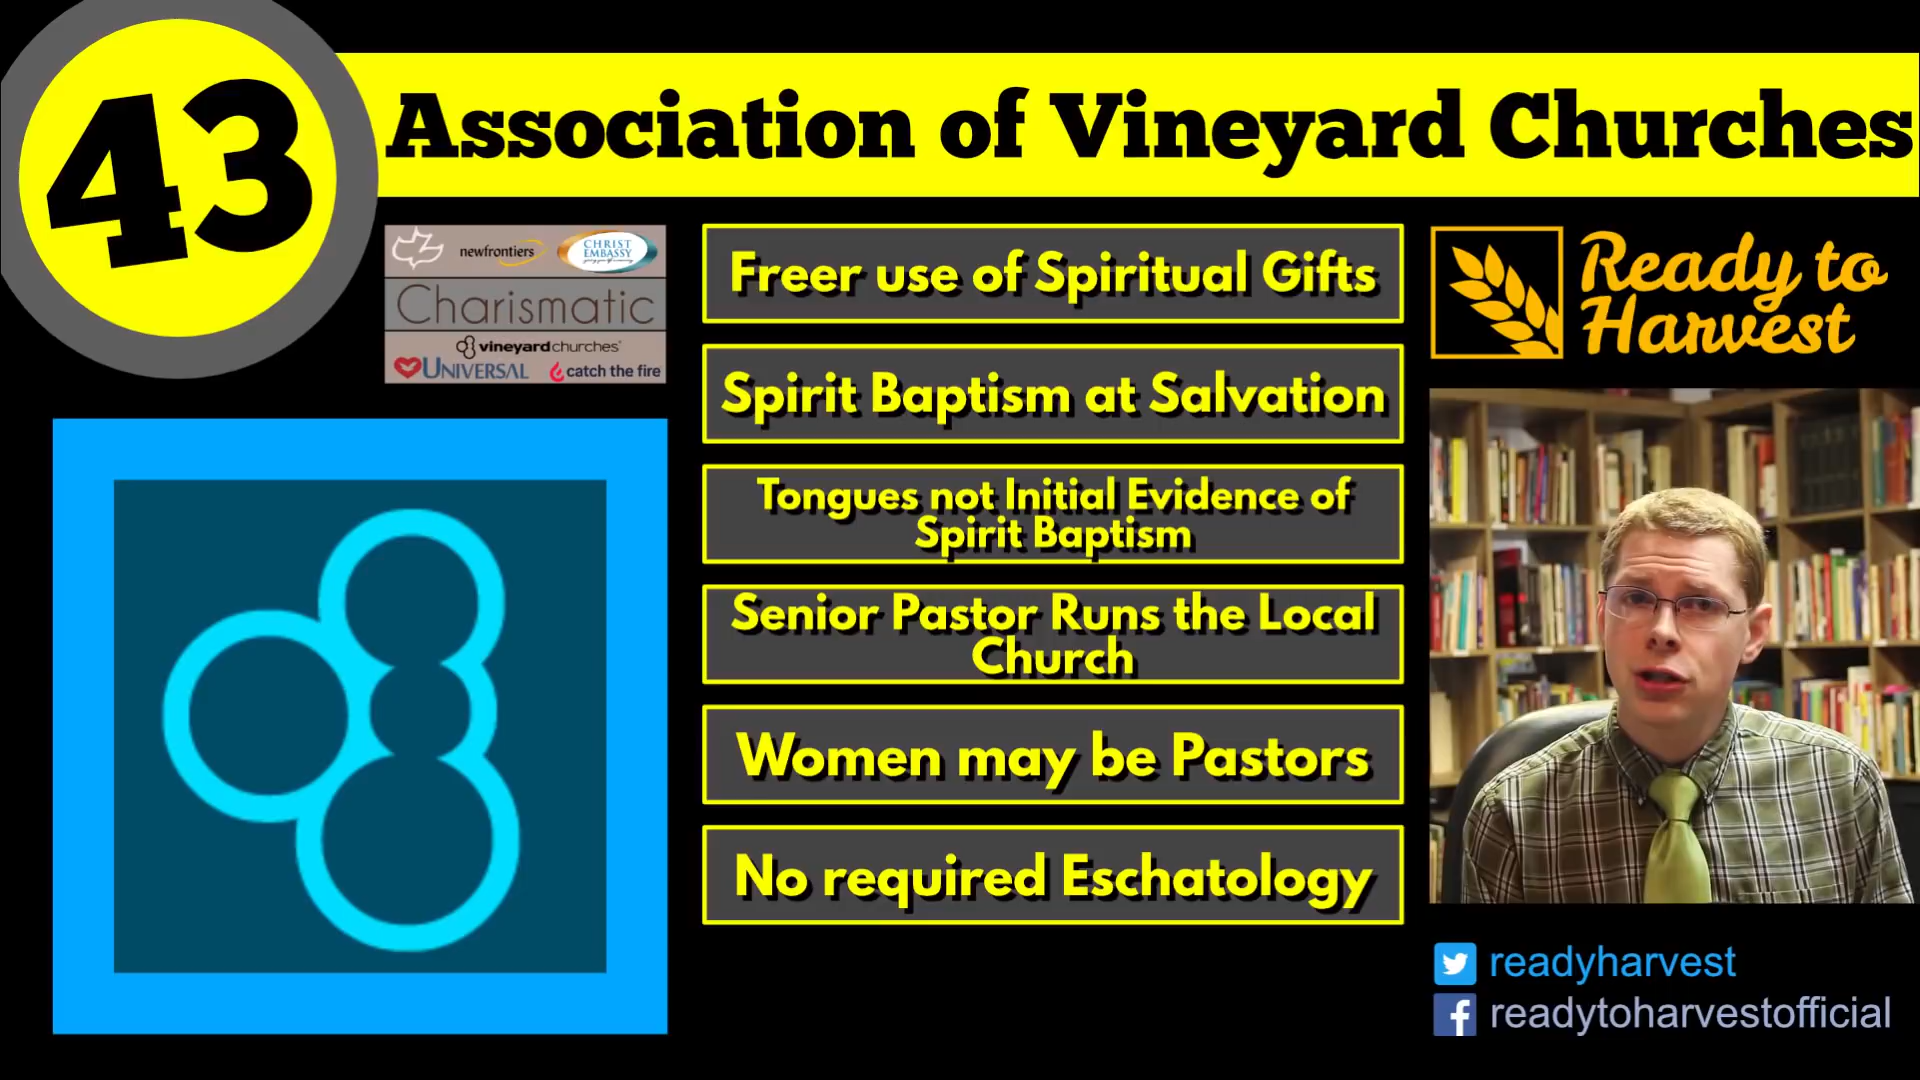 43
Association of Vineyard Churches
newfrontiers
CHRIST
EMBASSY
Charismatic
vineyardchurches
UNIVERSAL
catch the fire
Freer use of Spiritual Gifts
Spirit Baptism at Salvation
Tongues not Initial Evidence of
Spirit Baptism
Senior Pastor Runs the Local
Church
Women may be Pastors
No required Eschatology
Ready to
Harvest
readyharvest
readytoharvestofficial